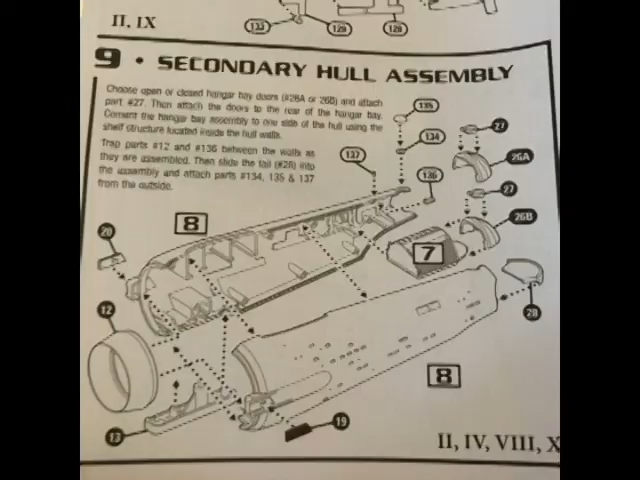 II, IX
133
129
128
9 • SECONDARY HULL ASSEMBLY
Choose open or closed hangar bay doors (#26A or 26B) and attach
part #27. Then attach the doors to the rear of the hangar bay.
Cement the hangar bay assembly to one side of the hull using the
shelf structure located inside the hull walls.
Trap parts #12 and #136 between the walls as
they are assembled. Then slide the tail (#28) into
the assembly and attach parts #134, 135 & 137
from the outside.
135
27
134
137
26A
136
27
8
20
26B
7
12
28
8
19
13
II, IV, VIII, X